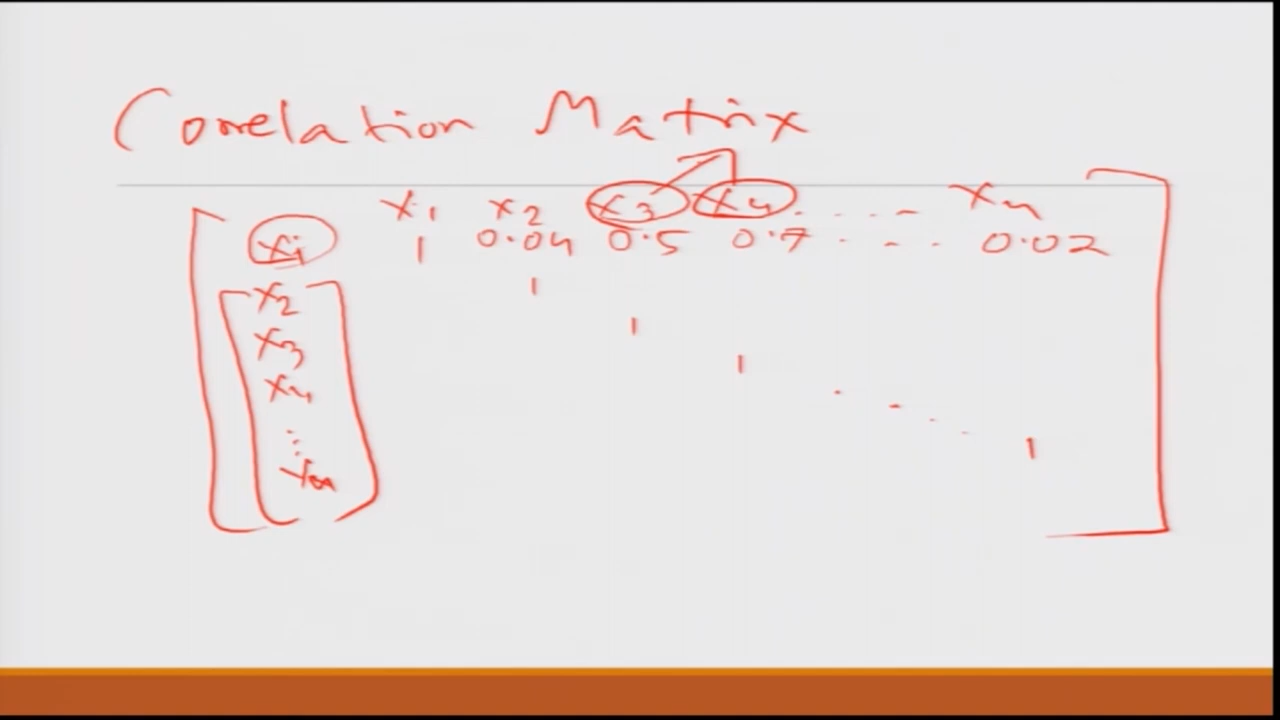 Correlation Matrix
x1 x2 x3 x4 . . . . - xn
x1 1 0.04 0.5 0.7 . . . . 0.02
x2 1
x3 1
x4 1
⋮ . . . . 1
xn